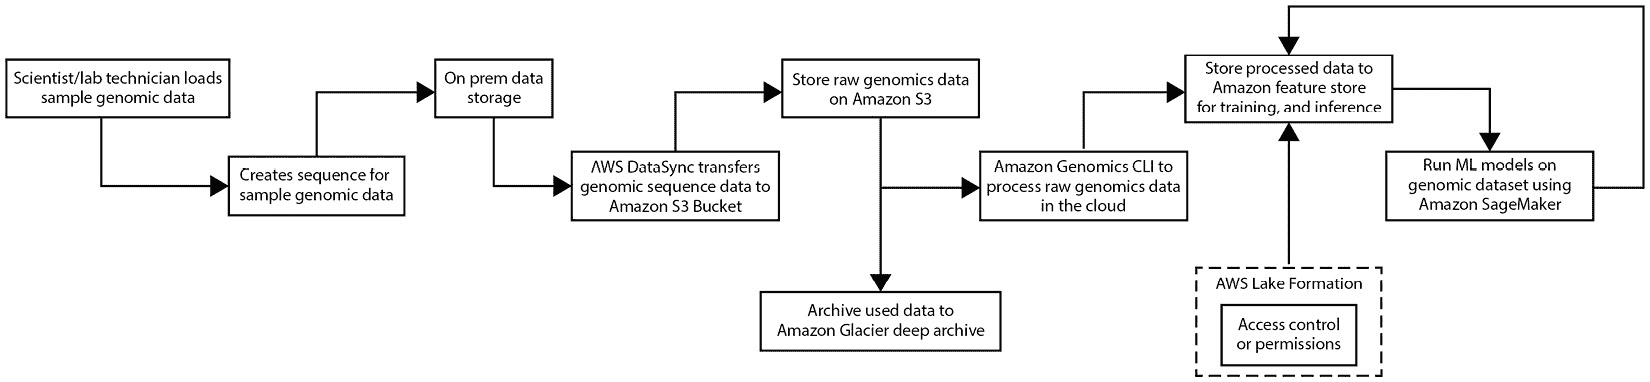 Scientist/lab technician loads
sample genomic data
Creates sequence for
sample genomic data
On prem data
storage
AWS DataSync transfers
genomic sequence data to
Amazon S3 Bucket
Store raw genomics data
on Amazon S3
Archive used data to
Amazon Glacier deep archive
Amazon Genomics CLI to
process raw genomics data
in the cloud
Store processed data to
Amazon feature store
for training, and inference
AWS Lake Formation
Access control
or permissions
Run ML models on
genomic dataset using
Amazon SageMaker